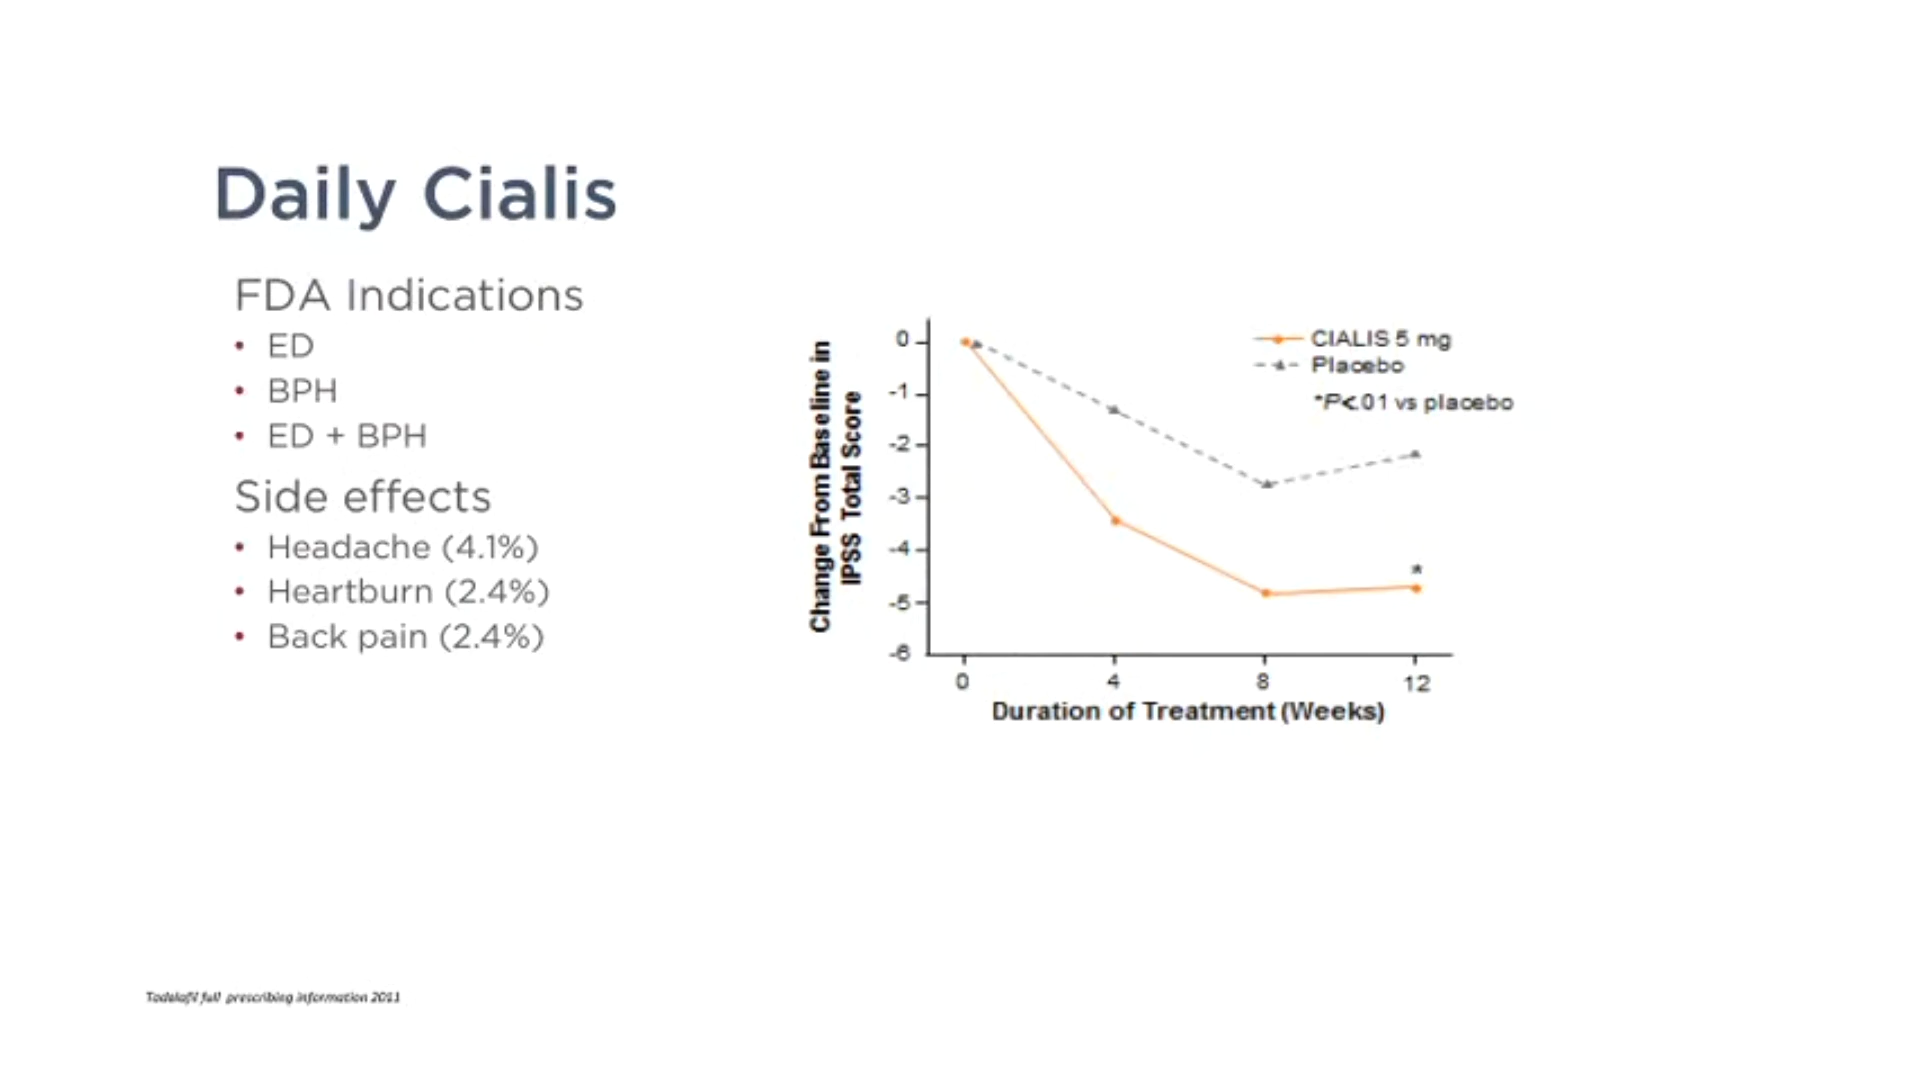 Daily Cialis
FDA Indications
• ED
• BPH
• ED + BPH
Side effects
• Headache (4.1%)
• Heartburn (2.4%)
• Back pain (2.4%)
Change From Baseline in
IPSS Total Score
0
-1
-2
-3
-4
-5
-6
CIALIS 5 mg
Placebo
*P<.01 vs placebo
*
0 4 8 12
Duration of Treatment (Weeks)
Tadalafil full prescribing information 2011